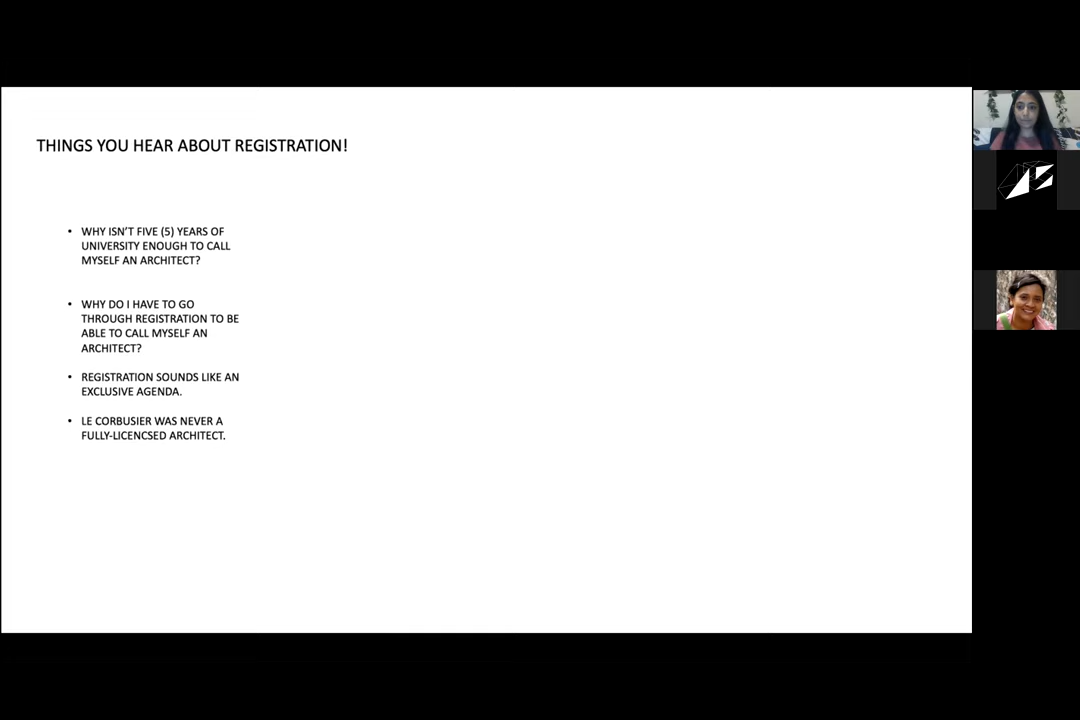 THINGS YOU HEAR ABOUT REGISTRATION!
• WHY ISN'T FIVE (5) YEARS OF
UNIVERSITY ENOUGH TO CALL
MYSELF AN ARCHITECT?
• WHY DO I HAVE TO GO
THROUGH REGISTRATION TO BE
ABLE TO CALL MYSELF AN
ARCHITECT?
• REGISTRATION SOUNDS LIKE AN
EXCLUSIVE AGENDA.
• LE CORBUSIER WAS NEVER A
FULLY-LICENCSED ARCHITECT.